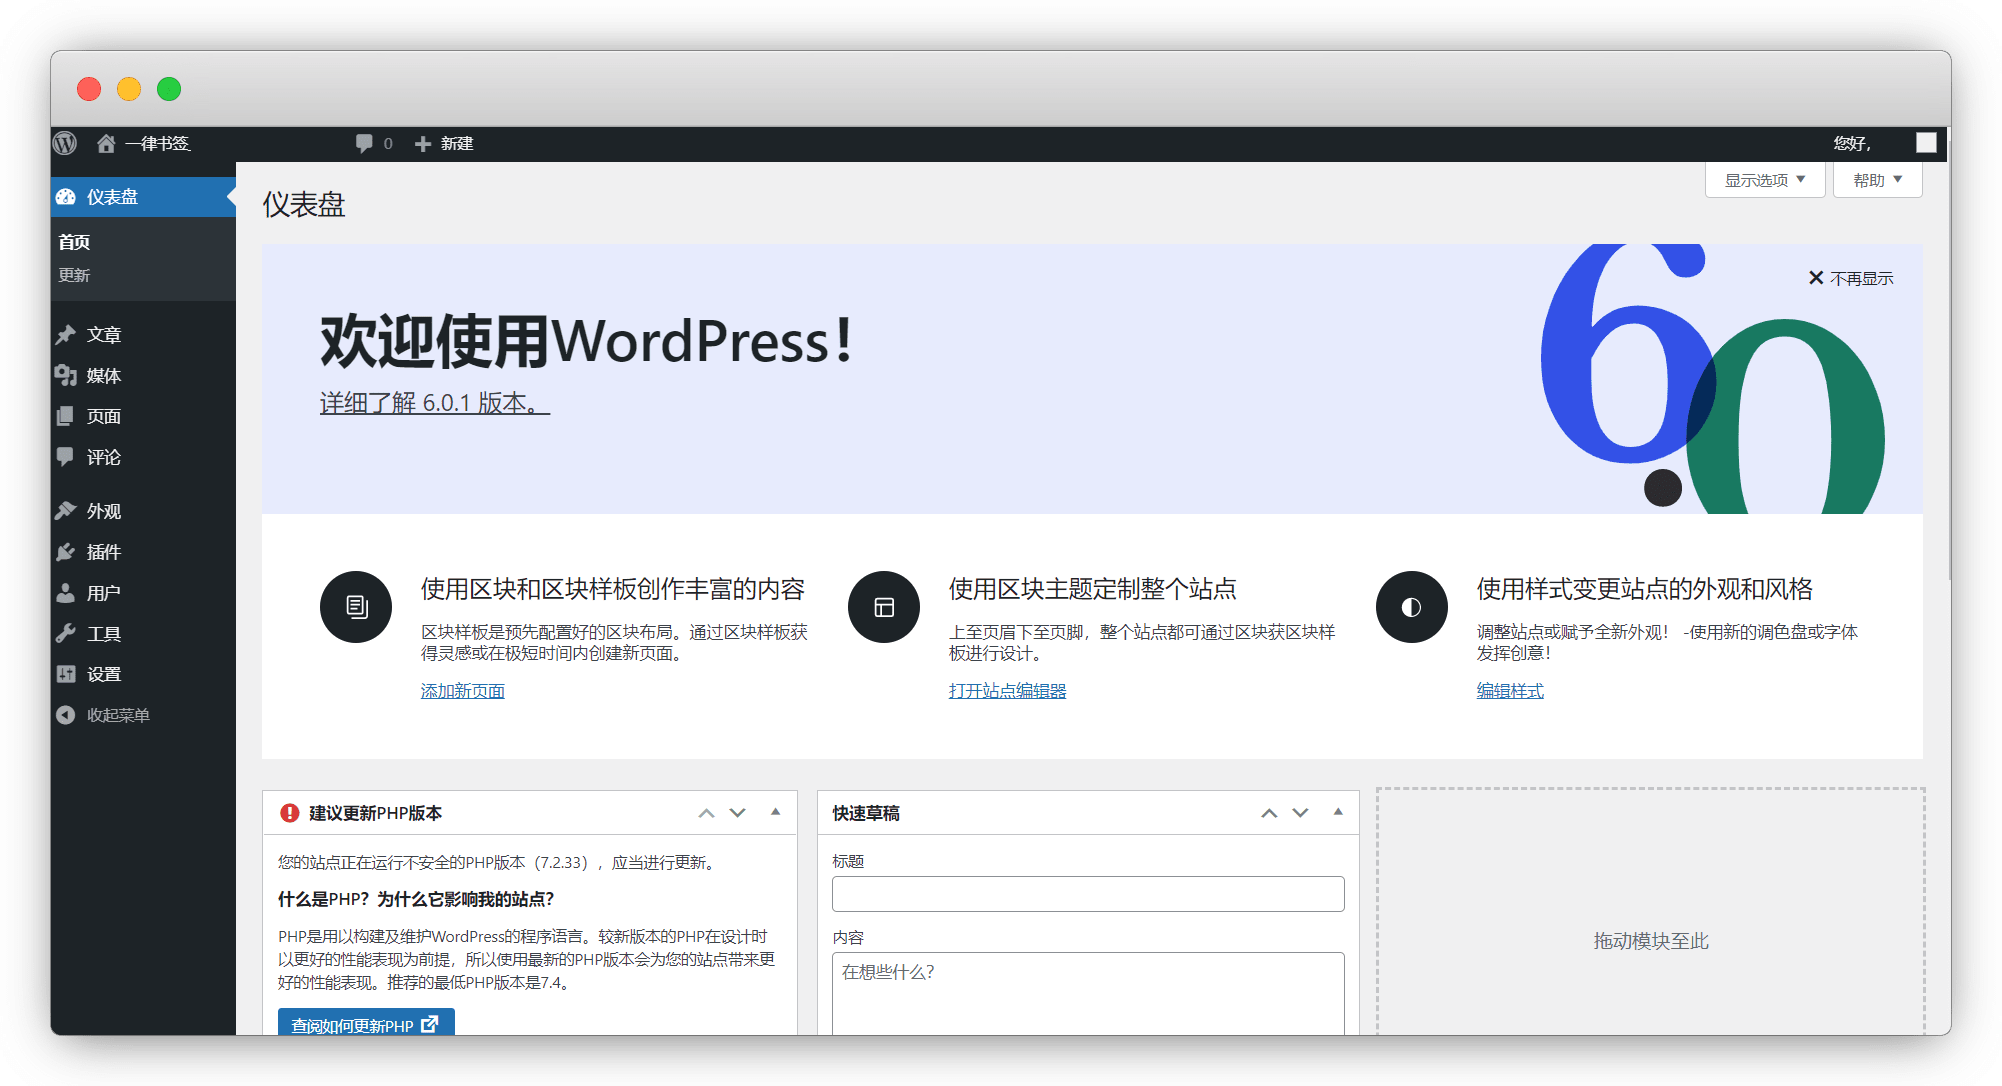 一律书签
0
新建
您好,
仪表盘
首页
更新
文章
媒体
页面
评论
外观
插件
用户
工具
设置
收起菜单
显示选项
帮助
仪表盘
不再显示
欢迎使用WordPress！
详细了解 6.0.1 版本。
6.0
使用区块和区块样板创作丰富的内容
区块样板是预先配置好的区块布局。通过区块样板获
得灵感或在极短时间内创建新页面。
添加新页面
使用区块主题定制整个站点
上至页眉下至页脚，整个站点都可通过区块获区块样
板进行设计。
打开站点编辑器
使用样式变更站点的外观和风格
调整站点或赋予全新外观！ -使用新的调色盘或字体
发挥创意！
编辑样式
建议更新PHP版本
您的站点正在运行不安全的PHP版本（7.2.33），应当进行更新。
什么是PHP？为什么它影响我的站点？
PHP是用以构建及维护WordPress的程序语言。较新版本的PHP在设计时
以更好的性能表现为前提，所以使用最新的PHP版本会为您的站点带来更
好的性能表现。推荐的最低PHP版本是7.4。
查阅如何更新PHP
快速草稿
标题
内容
在想些什么？
拖动模块至此